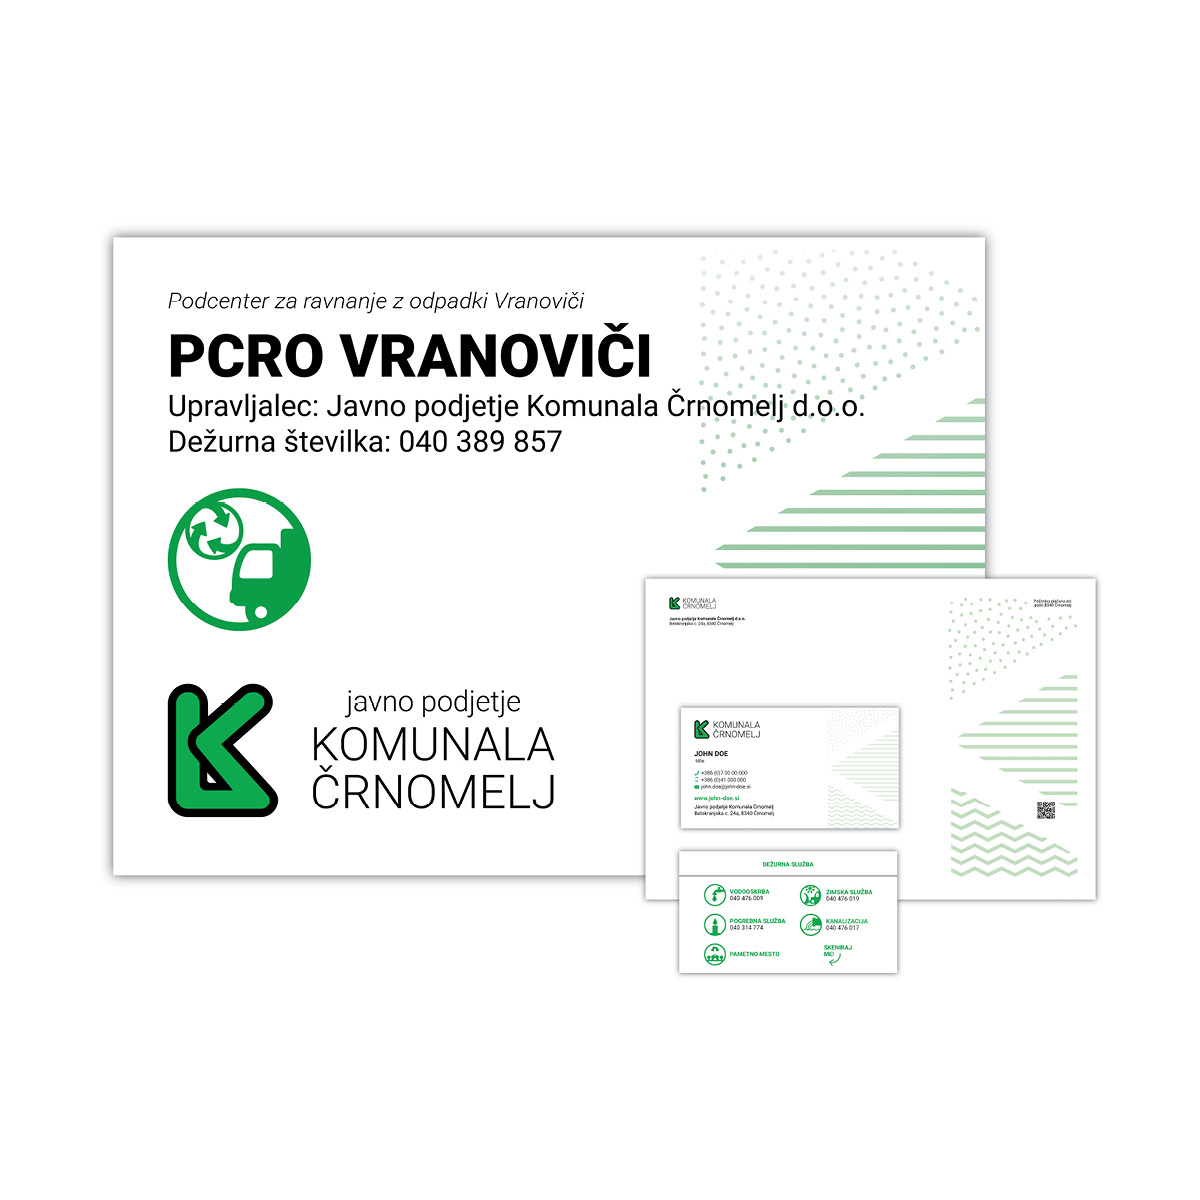 Podcenter za ravnanje z odpadki Vranoviči
PCRO VRANOVIČI
Upravljalec: Javno podjetje Komunala Črnomelj d.o.o.
Dežurna številka: 040 389 857
javno podjetje
KOMUNALA
ČRNOMELJ
KOMUNALA
ČRNOMELJ
Javno podjetje Komunala Črnomelj d.o.o.
Belokranjska c. 24a, 8340 Črnomelj
Poštnina plačana pri
pošti 8340 Črnomelj
KOMUNALA
ČRNOMELJ
JOHN DOE
title
+386 (0)7 00 00 000
+386 (0)41 000 000
john.doe@john-doe.si
www.john-doe.si
Javno podjetje Komunala Črnomelj
Belokranjska c. 24a, 8340 Črnomelj
DEŽURNA SLUŽBA
VODOOSKRBA
040 476 009
ZIMSKA SLUŽBA
040 476 019
POGREBNA SLUŽBA
040 314 774
KANALIZACIJA
040 476 017
PAMETNO MESTO
SKENIRAJ
ME!